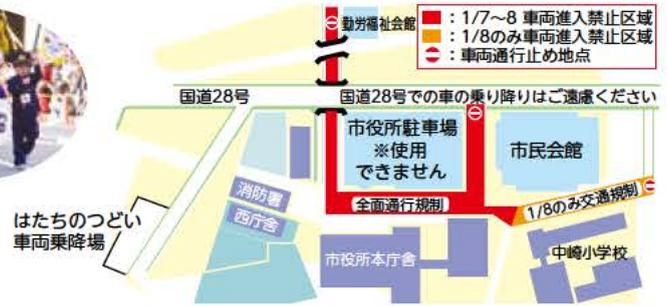 勤労福祉会館
：1/7～8 車両進入禁止区域
：1/8のみ車両進入禁止区域
：車両通行止め地点
国道28号
国道28号での車の乗り降りはご遠慮ください
市役所駐車場
※使用
できません
市民会館
消防署
西庁舎
全面通行規制
1/8のみ交通規制
はたちのつどい
車両乗降場
市役所本庁舎
中崎小学校